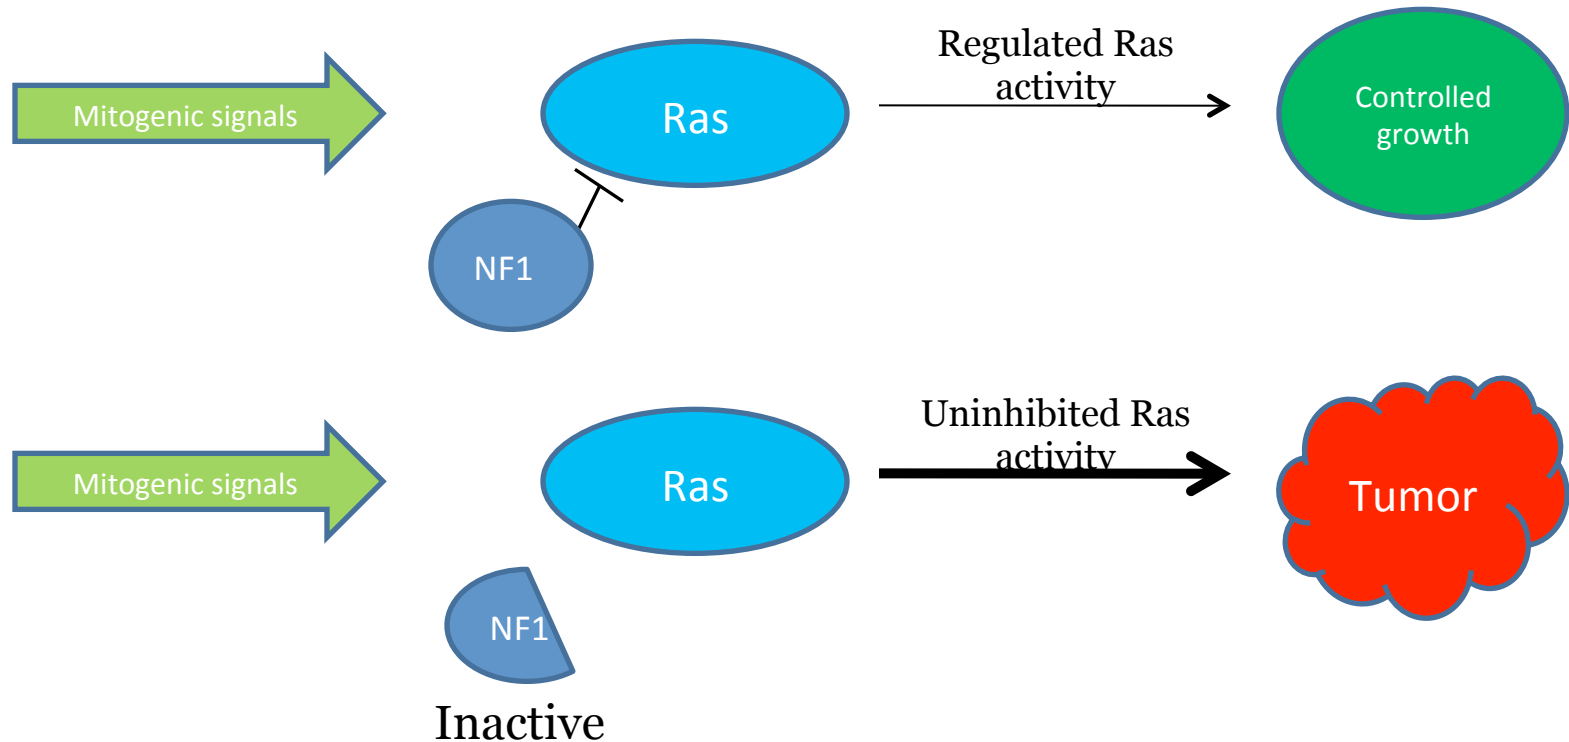 Mitogenic signals
Ras
Regulated Ras
activity
Controlled
growth
NF1
Mitogenic signals
Ras
Uninhibited Ras
activity
Tumor
NF1
Inactive